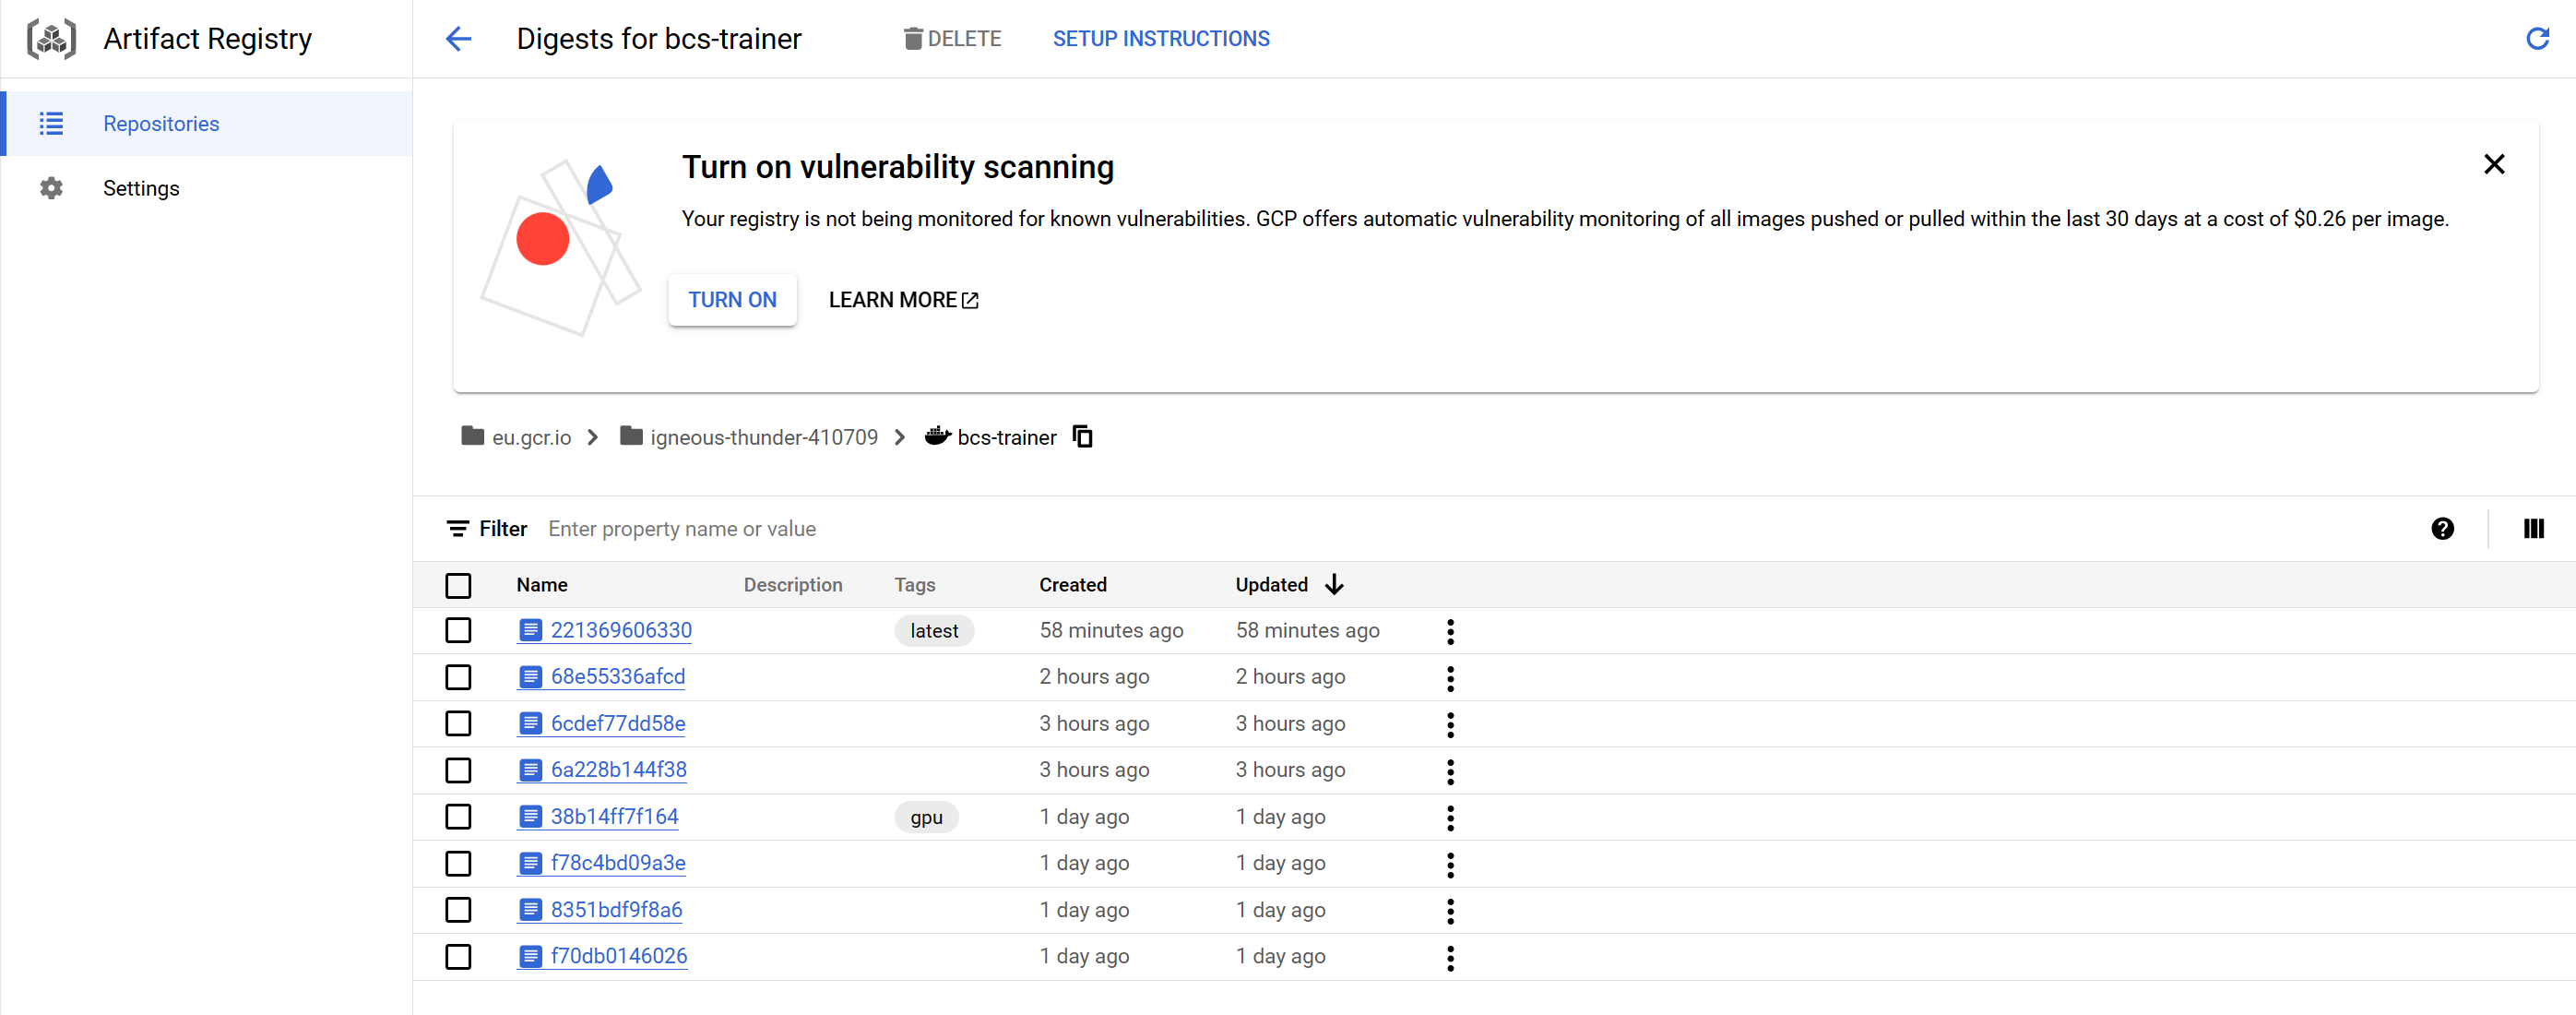 Artifact Registry
Digests for bcs-trainer DELETE SETUP INSTRUCTIONS
Repositories
Settings
Turn on vulnerability scanning
Your registry is not being monitored for known vulnerabilities. GCP offers automatic vulnerability monitoring of all images pushed or pulled within the last 30 days at a cost of $0.26 per image.
TURN ON LEARN MORE
eu.gcr.io igneous-thunder-410709 bcs-trainer
Filter Enter property name or value
Name Description Tags Created Updated
221369606330 latest 58 minutes ago 58 minutes ago
68e55336afcd 2 hours ago 2 hours ago
6cdef77dd58e 3 hours ago 3 hours ago
6a228b144f38 3 hours ago 3 hours ago
38b14ff7f164 gpu 1 day ago 1 day ago
f78c4bd09a3e 1 day ago 1 day ago
8351bdf9f8a6 1 day ago 1 day ago
f70db0146026 1 day ago 1 day ago